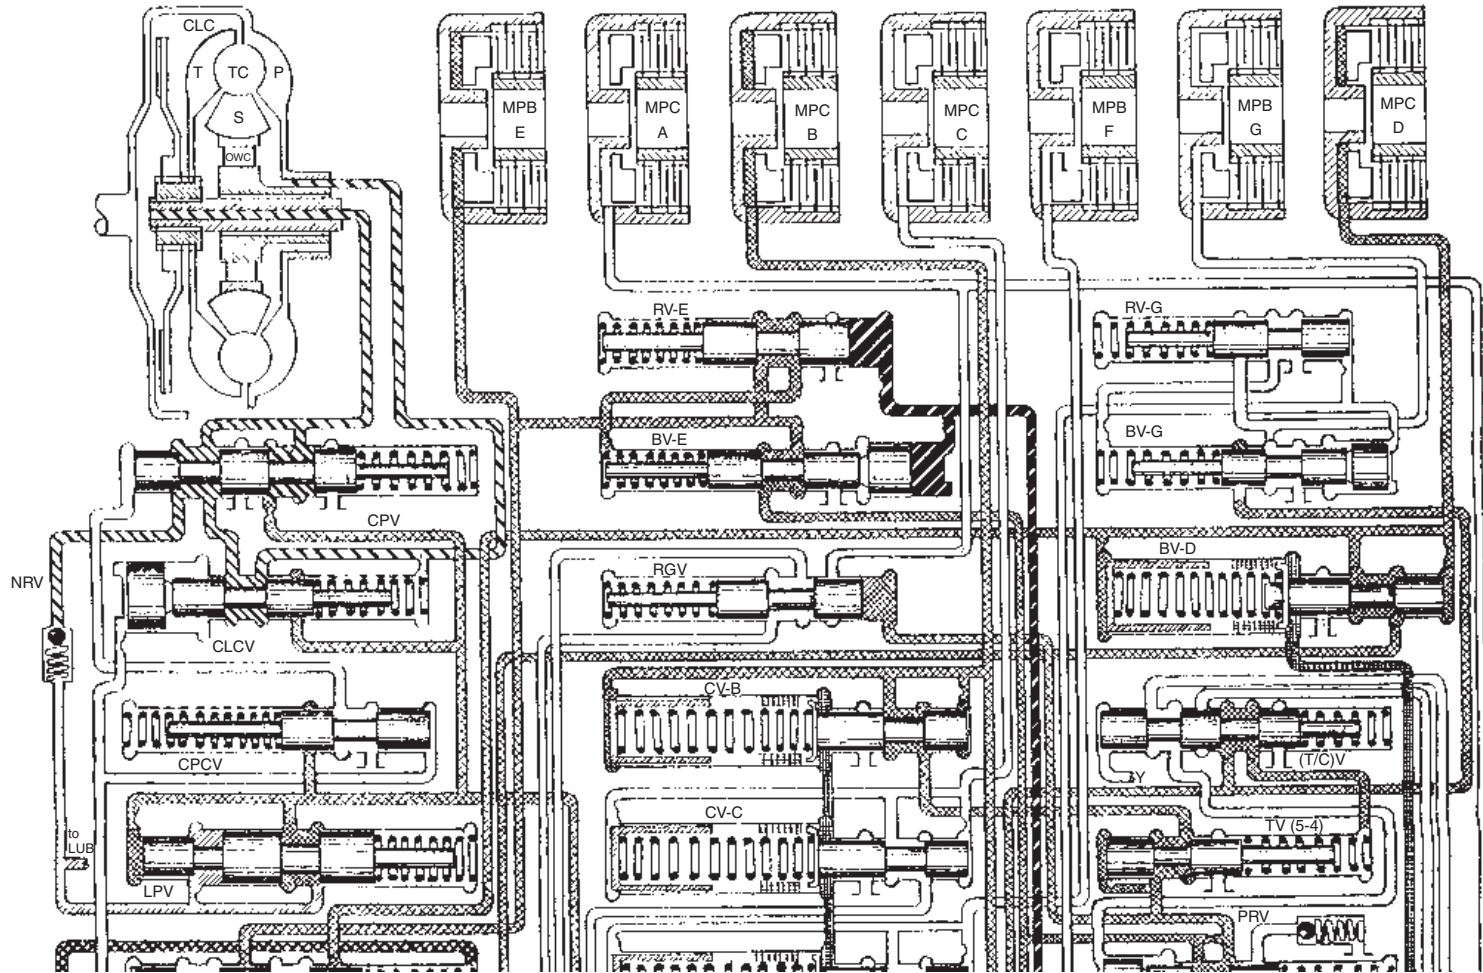 CLC
T
TC
P
S
OWC
MPB
E
MPC
A
MPC
B
MPC
C
MPB
F
MPB
G
MPC
D
RV-E
RV-G
BV-E
BV-G
CPV
BV-D
NRV
RGV
CLCV
CV-B
CPCV
(T/C)V
Y
CV-C
TV (5-4)
to
LUB
LPV
PRV